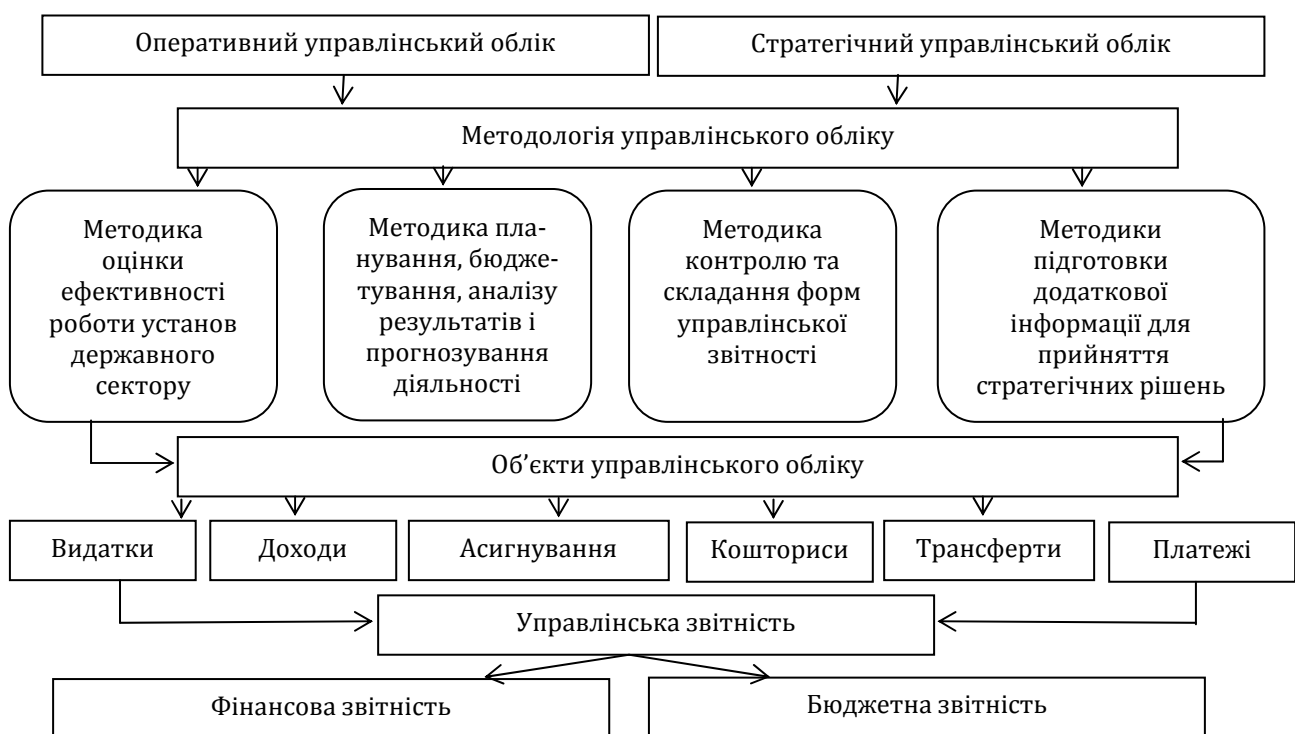 Оперативний управлінський облік
Стратегічний управлінський облік
Методологія управлінського обліку
Методика
оцінки
ефективності
роботи установ
державного
сектору
Методика пла-
нування, бюдже-
тування, аналізу
результатів і
прогнозування
діяльності
Методика
контролю та
складання форм
управлінської
звітності
Методики
підготовки
додаткової
інформації для
прийняття
стратегічних рішень
Об’єкти управлінського обліку
Видатки
Доходи
Асигнування
Кошториси
Трансферти
Платежі
Управлінська звітність
Фінансова звітність
Бюджетна звітність